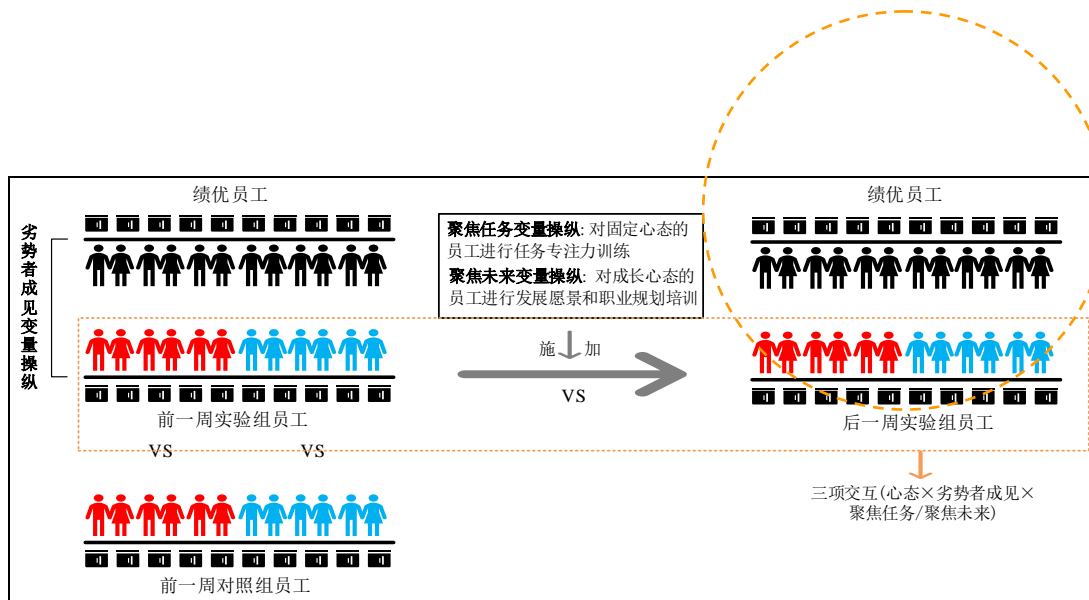 绩优员工
绩优员工
劣势者成见变量操纵
聚焦任务变量操纵: 对固定心态的
员工进行任务专注力训练
聚焦未来变量操纵: 对成长心态的
员工进行发展愿景和职业规划培训
施 加
VS
前一周实验组员工
后一周实验组员工
VS VS
三项交互(心态×劣势者成见×
聚焦任务/聚焦未来)
前一周对照组员工